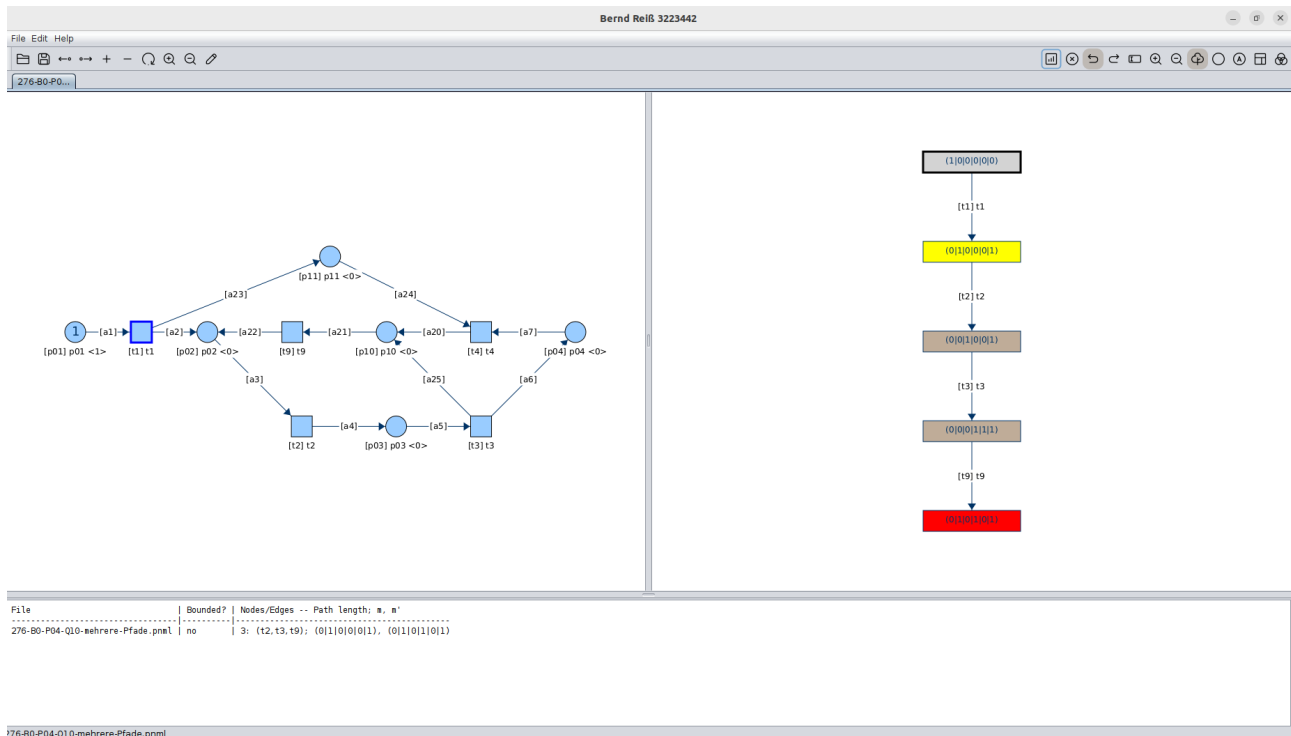 Bernd Reiß 3223442
File Edit Help
276-B0-P0...
(1|0|0|0|0|0)
[t1] t1
(0|1|0|0|0|1)
[p11] p11 <0>
[t2] t2
[a23]
[a24]
1
[a1]
[a2]
[a22]
[a21]
[a20]
[a7]
(0|0|1|0|0|1)
[p01] p01 <1>
[t1] t1
[p02] p02 <0>
[t9] t9
[p10] p10 <0>
[t4] t4
[p04] p04 <0>
[a3]
[a25]
[a6]
[t3] t3
[a4]
[a5]
(0|0|0|1|1|1)
[t2] t2
[p03] p03 <0>
[t3] t3
[t9] t9
(0|1|0|1|0|1)
File | Bounded? | Nodes/Edges -- Path length; m, m'
276-B0-P04-Q10-mehrere-Pfade.pnml | no | 3: (t2,t3,t9); (0|1|0|0|0|1), (0|1|0|1|0|1)
276-B0-P04-Q10-mehrere-Pfade.pnml